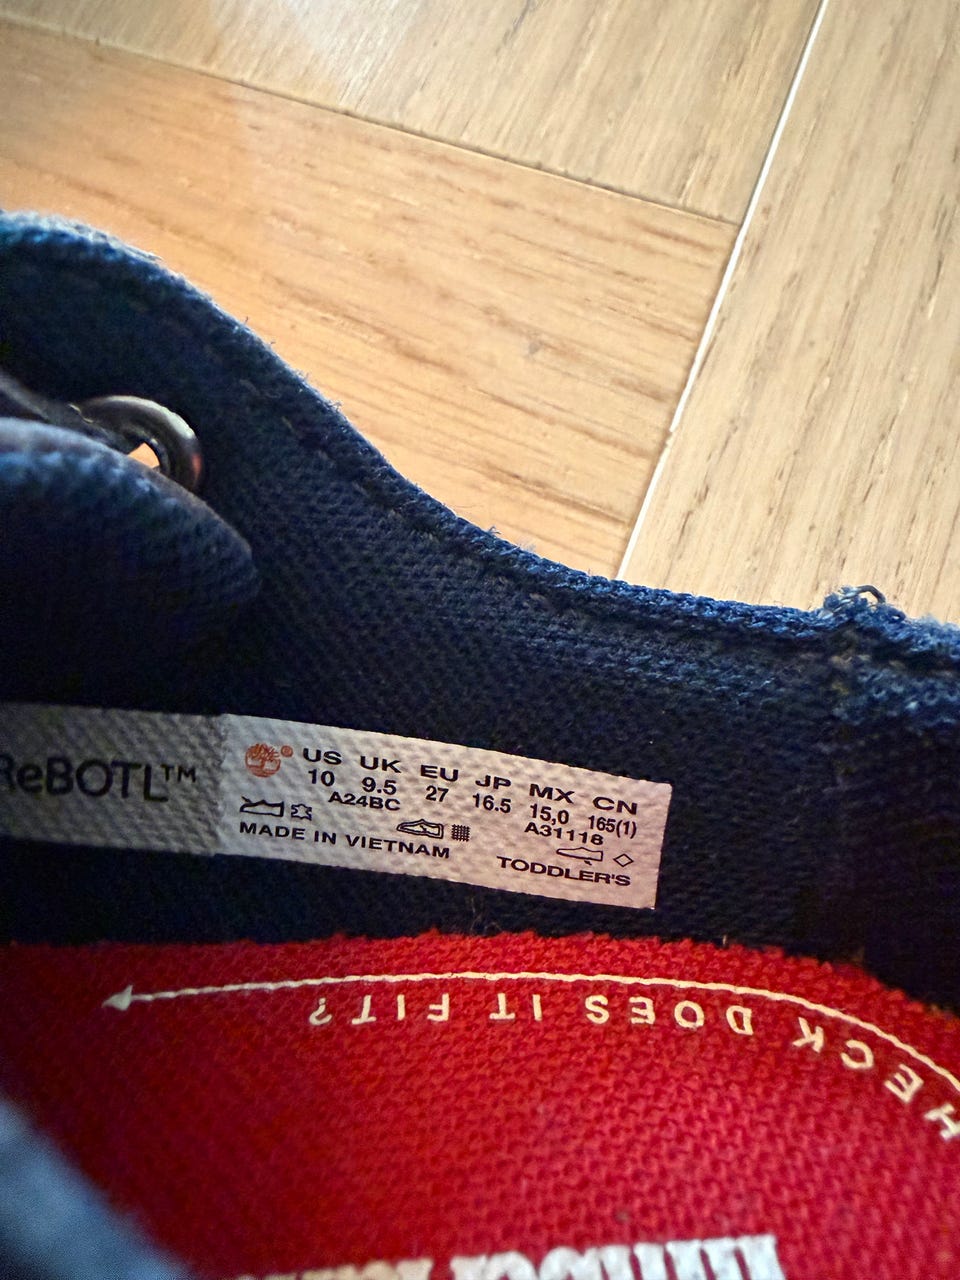 ReBOTL™
US UK EU JP MX CN
10 9.5 27 16.5 15,0 165(1)
A24BC A31118
MADE IN VIETNAM
TODDLER'S
CHECK DOES IT FIT?